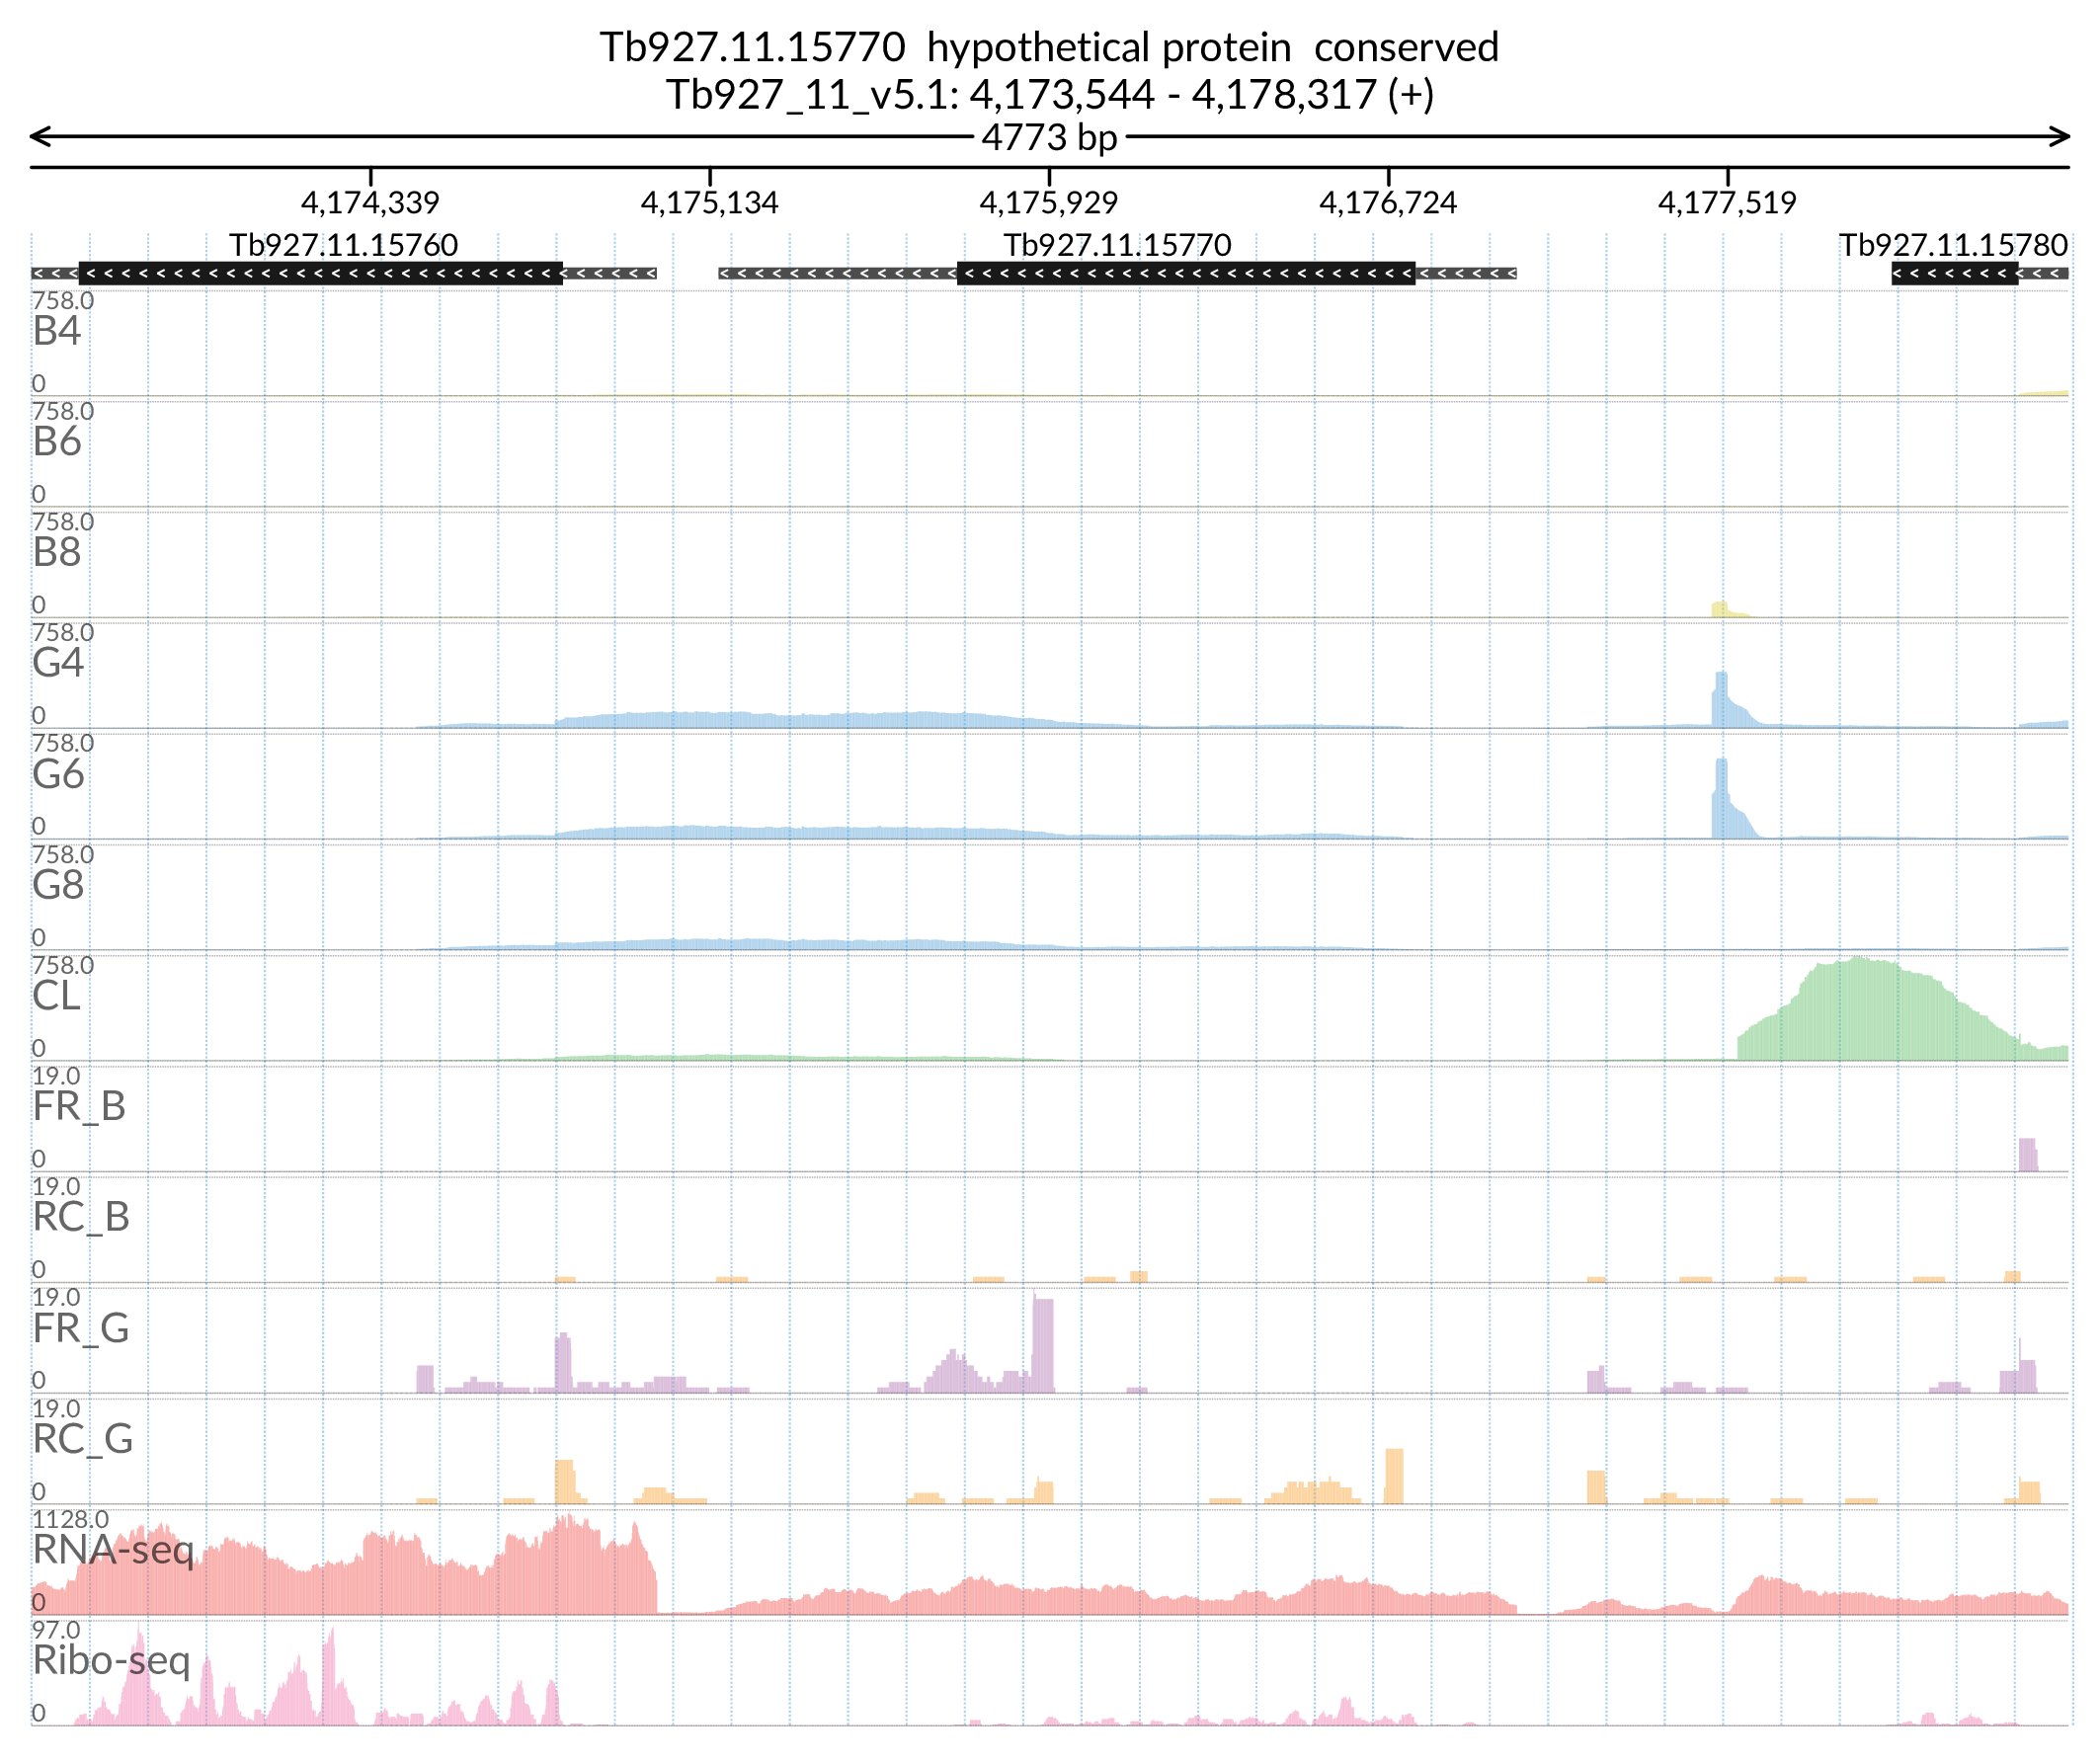 Tb927.11.15770 hypothetical protein conserved
Tb927_11_v5.1: 4,173,544 - 4,178,317 (+)
4773 bp
4,174,339 4,175,134 4,175,929 4,176,724 4,177,519
Tb927.11.15760 Tb927.11.15770 Tb927.11.15780
758.0
B4
0
758.0
B6
0
758.0
B8
0
758.0
G4
0
758.0
G6
0
758.0
G8
0
758.0
CL
0
19.0
FR_B
0
19.0
RC_B
0
19.0
FR_G
0
19.0
RC_G
0
1128.0
RNA-seq
0
97.0
Ribo-seq
0